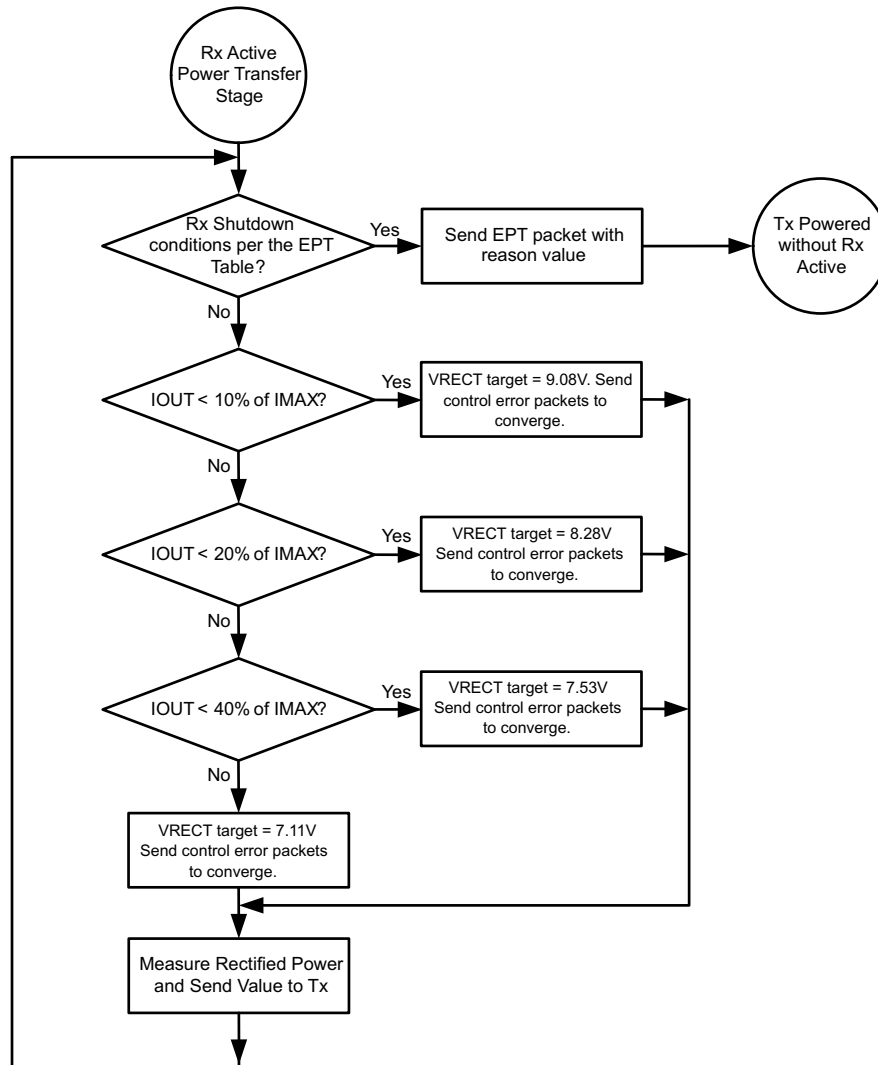 Rx Active
Power Transfer
Stage
Rx Shutdown
conditions per the EPT
Table?
Yes
Send EPT packet with
reason value
Tx Powered
without Rx
Active
No
IOUT < 10% of IMAX?
Yes
VRECT target = 9.08V. Send
control error packets to
converge.
No
IOUT < 20% of IMAX?
Yes
VRECT target = 8.28V
Send control error packets
to converge.
No
IOUT < 40% of IMAX?
Yes
VRECT target = 7.53V
Send control error packets
to converge.
No
VRECT target = 7.11V
Send control error packets
to converge.
Measure Rectified Power
and Send Value to Tx